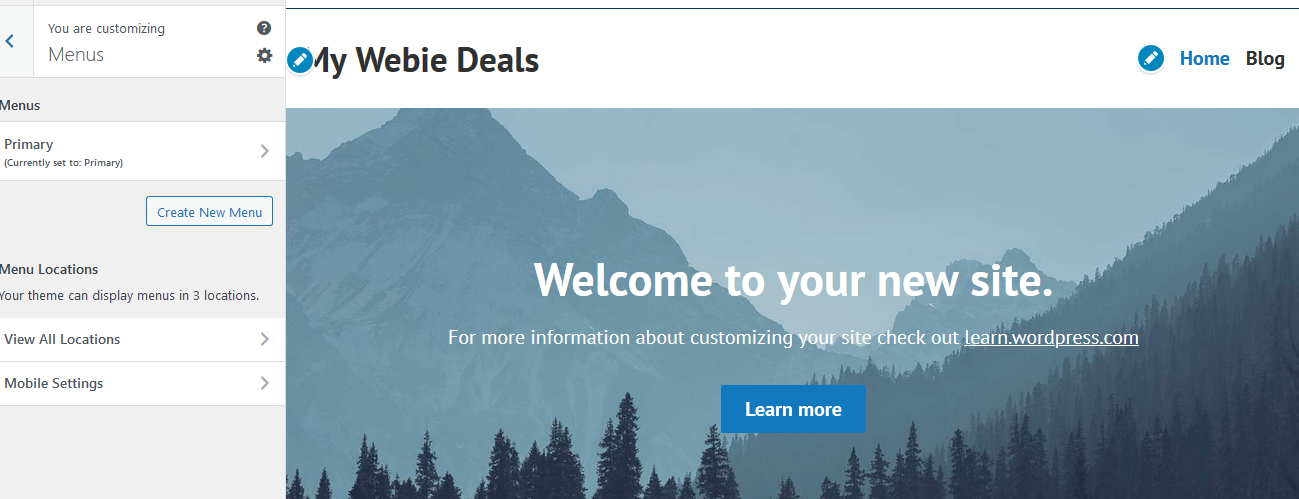 You are customizing
Menus
Menus
Primary
(Currently set to: Primary)
Create New Menu
Menu Locations
Your theme can display menus in 3 locations.
View All Locations
Mobile Settings
My Webie Deals
Home Blog
Welcome to your new site.
For more information about customizing your site check out learn.wordpress.com
Learn more